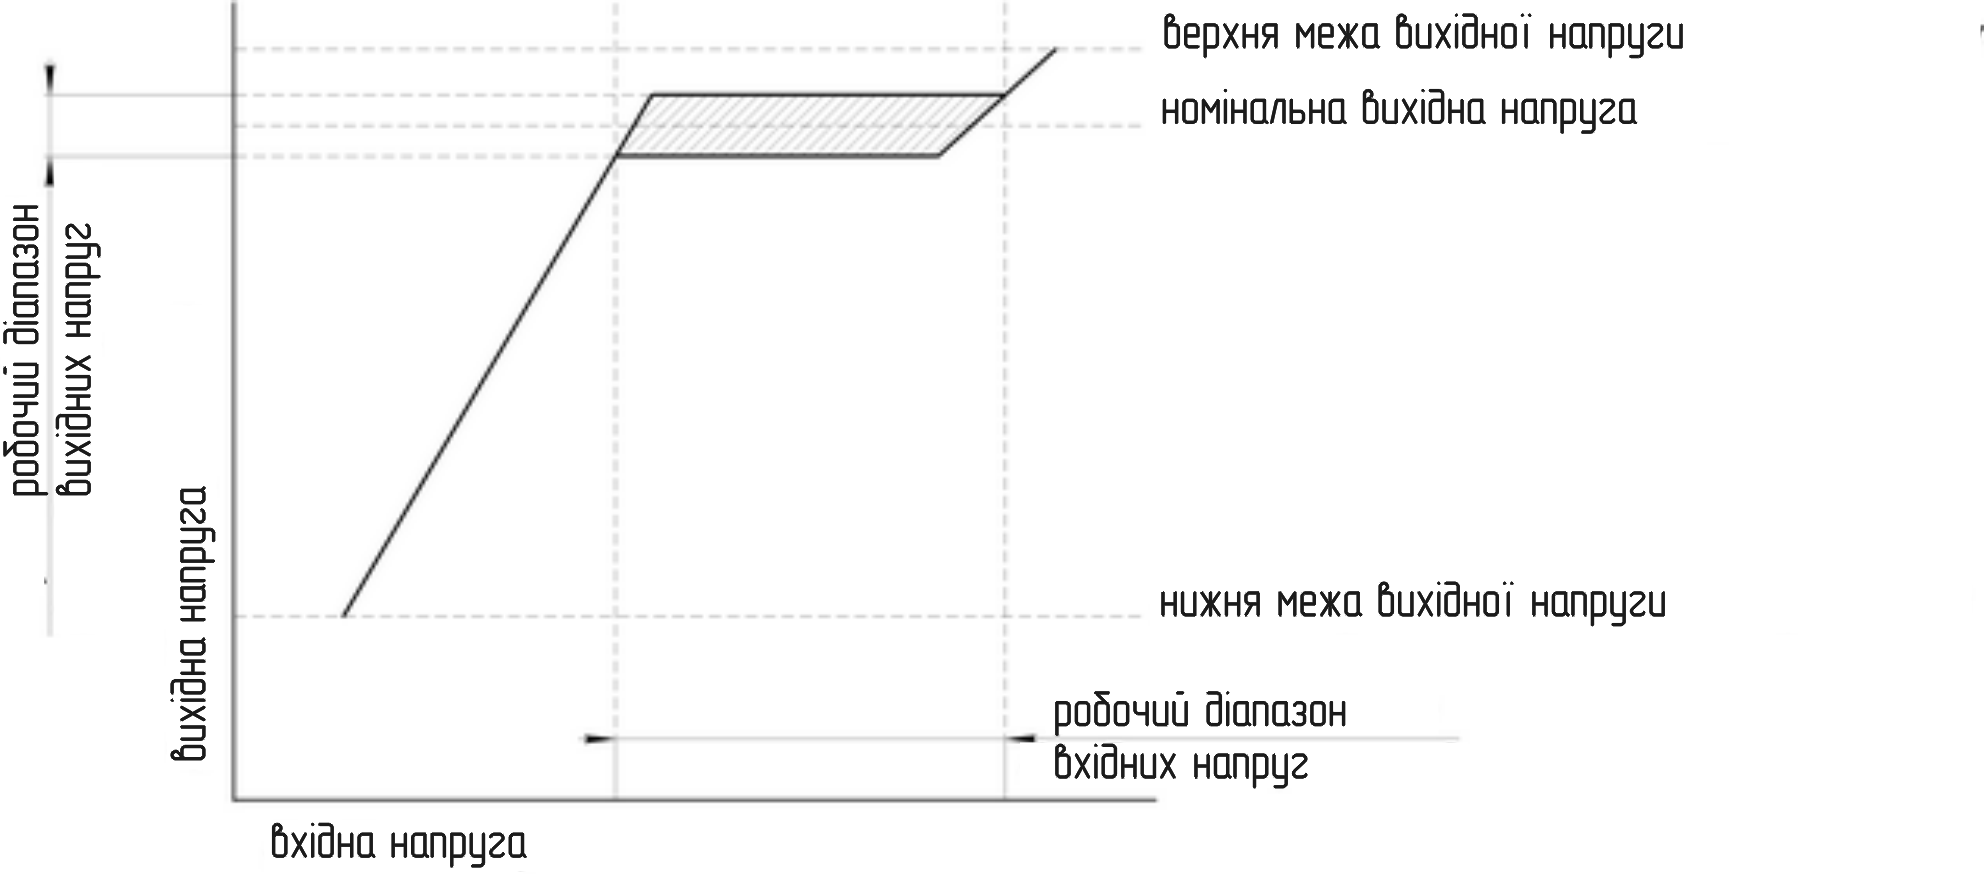 верхня межа вихідної напруги
номінальна вихідна напруга
робочий діапазон
вихідних напруг
вихідна напруга
нижня межа вихідної напруги
робочий діапазон
вхідних напруг
вхідна напруга